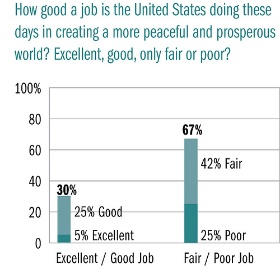 How good a job is the United States doing these
days in creating a more peaceful and prosperous
world? Excellent, good, only fair or poor?
100%
80
60
40
20
0
67%
42% Fair
25% Poor
30%
25% Good
5% Excellent
Excellent / Good Job
Fair / Poor Job